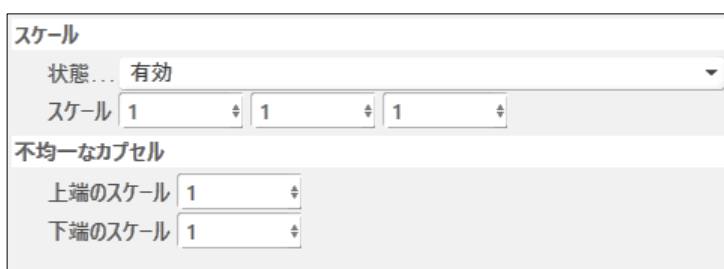 スケール
状態... 有効
スケール 1 1 1
不均一なカプセル
上端のスケール 1
下端のスケール 1